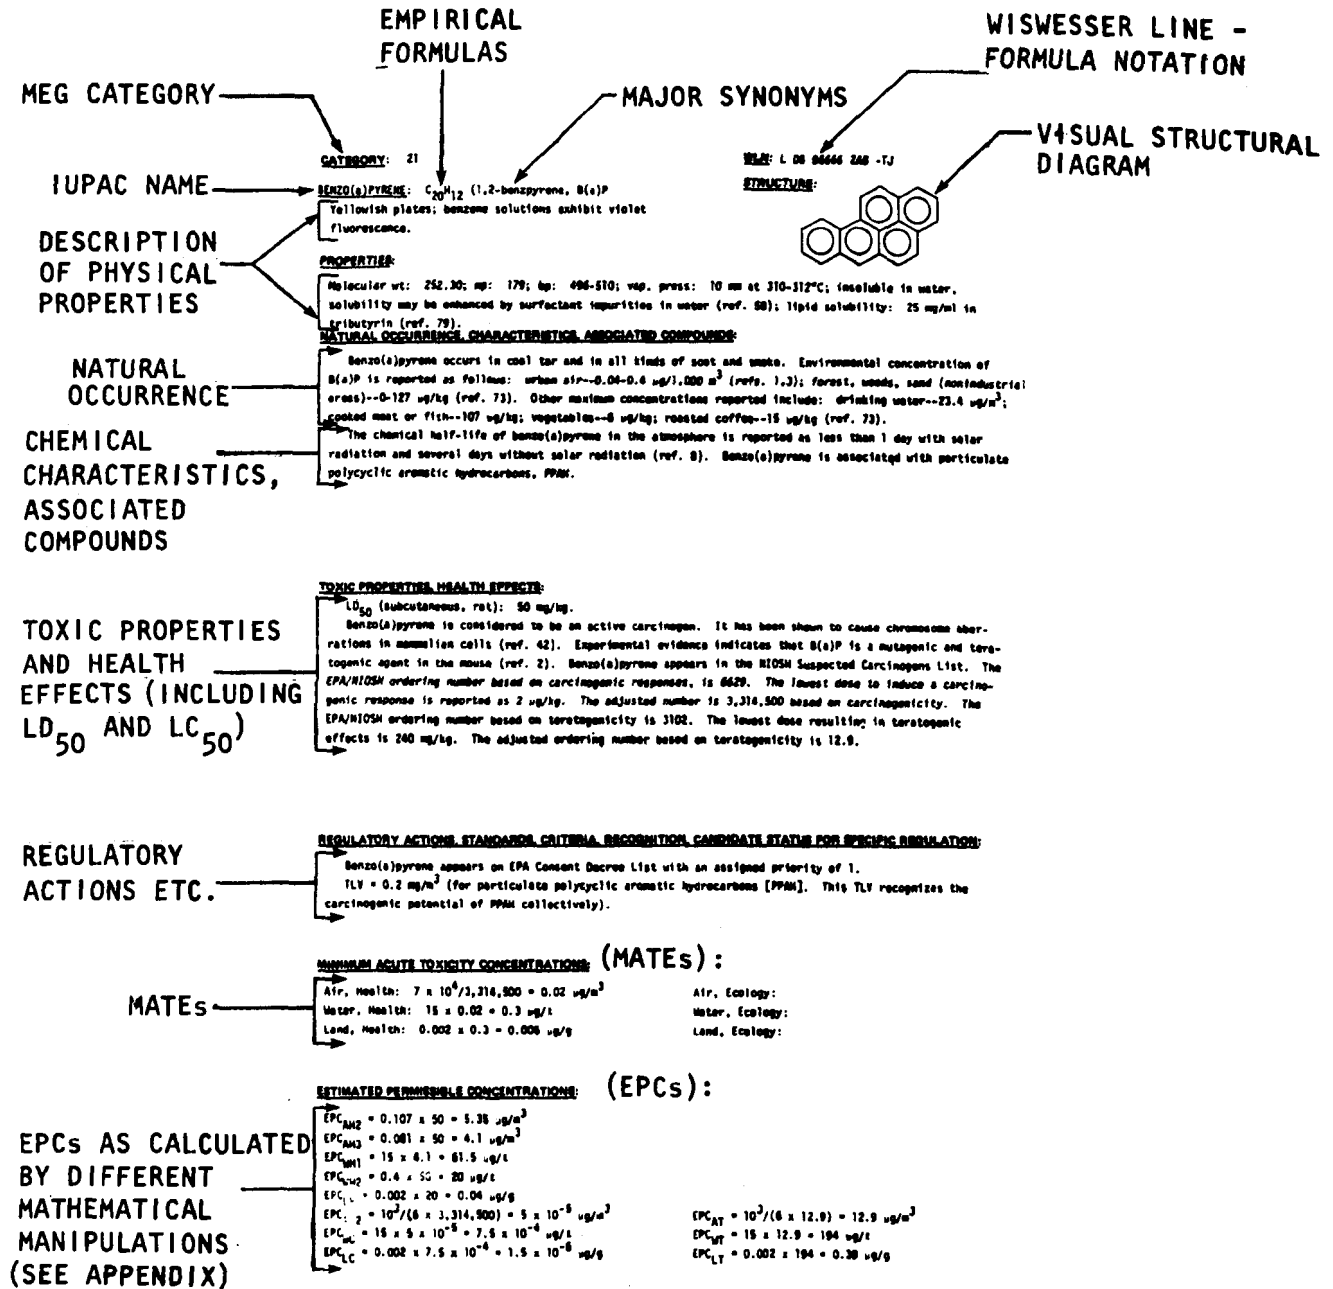 EMPIRICAL
FORMULAS
WISWESSER LINE -
FORMULA NOTATION
MEG CATEGORY
MAJOR SYNONYMS
VISUAL STRUCTURAL
DIAGRAM
CATEGORY: 21
WLN: L D6 B6666 2AB -TJ
IUPAC NAME
BENZO(a)PYRENE: C20H12 (1,2-benzpyrene, B(a)P
STRUCTURE:
Yellowish plates; benzene solutions exhibit violet
fluorescence.
DESCRIPTION
OF PHYSICAL
PROPERTIES
PROPERTIES:
Molecular wt: 252.30; mp: 179; bp: 496-510; vap. press: 10 mm at 310-312°C; insoluble in water,
solubility may be enhanced by surfactant impurities in water (ref. 58); lipid solubility: 25 mg/ml in
tributyrin (ref. 79).
NATURAL OCCURRENCE, CHARACTERISTICS, ASSOCIATED COMPOUNDS:
NATURAL
OCCURRENCE
Benzo(a)pyrene occurs in coal tar and in all kinds of soot and smoke. Environmental concentration of
B(a)P is reported as follows: urban air--0.04-0.4 µg/1,000 m³ (refs. 1,3); forest, woods, sand (nonindustrial
areas)--0-127 µg/kg (ref. 73). Other maximum concentrations reported include: drinking water--23.4 µg/m³;
cooked meat or fish--107 µg/kg; vegetables--6 µg/kg; roasted coffee--15 µg/kg (ref. 73).
CHEMICAL
CHARACTERISTICS,
ASSOCIATED
COMPOUNDS
The chemical half-life of benzo(a)pyrene in the atmosphere is reported as less than 1 day with solar
radiation and several days without solar radiation (ref. 8). Benzo(a)pyrene is associated with particulate
polycyclic aromatic hydrocarbons, PPAH.
TOXIC PROPERTIES, HEALTH EFFECTS:
TOXIC PROPERTIES
AND HEALTH
EFFECTS (INCLUDING
LD50 AND LC50)
LD50 (subcutaneous, rat): 50 mg/kg.
Benzo(a)pyrene is considered to be an active carcinogen. It has been shown to cause chromosome aber-
rations in mammalian cells (ref. 42). Experimental evidence indicates that B(a)P is a mutagenic and tera-
togenic agent in the mouse (ref. 2). Benzo(a)pyrene appears in the NIOSH Suspected Carcinogens List. The
EPA/NIOSH ordering number based on carcinogenic responses, is 6629. The lowest dose to induce a carcino-
genic response is reported as 2 µg/kg. The adjusted number is 3,314,500 based on carcinogenicity. The
EPA/NIOSH ordering number based on teratogenicity is 3102. The lowest dose resulting in teratogenic
effects is 240 mg/kg. The adjusted ordering number based on teratogenicity is 12.9.
REGULATORY ACTIONS, STANDARDS, CRITERIA, RECOGNITION, CANDIDATE STATUS FOR SPECIFIC REGULATION:
REGULATORY
ACTIONS ETC.
Benzo(a)pyrene appears on EPA Consent Decree List with an assigned priority of 1.
TLV = 0.2 mg/m³ (for particulate polycyclic aromatic hydrocarbons [PPAH]. This TLV recognizes the
carcinogenic potential of PPAH collectively).
MINIMUM ACUTE TOXICITY CONCENTRATIONS: (MATEs):
MATEs
Air, Health: 7 x 10⁴/3,314,500 = 0.02 µg/m³
Air, Ecology:
Water, Health: 15 x 0.02 = 0.3 µg/ℓ
Water, Ecology:
Land, Health: 0.002 x 0.3 = 0.006 µg/g
Land, Ecology:
ESTIMATED PERMISSIBLE CONCENTRATIONS: (EPCs):
EPCs AS CALCULATED
BY DIFFERENT
MATHEMATICAL
MANIPULATIONS
(SEE APPENDIX)
EPCAH2 = 0.107 x 50 = 5.35 µg/m³
EPCAH3 = 0.081 x 50 = 4.1 µg/m³
EPCWH1 = 15 x 4.1 = 61.5 µg/ℓ
EPCWH2 = 0.4 x 50 = 20 µg/ℓ
EPCL = 0.002 x 20 = 0.04 µg/g
EPC 2 = 10³/(6 x 3,314,500) = 5 x 10⁻⁵ µg/m³
EPCAT = 10³/(6 x 12.9) = 12.9 µg/m³
EPCWC = 15 x 5 x 10⁻⁵ = 7.5 x 10⁻⁴ µg/ℓ
EPCWT = 15 x 12.9 = 194 µg/ℓ
EPCLC = 0.002 x 7.5 x 10⁻⁴ = 1.5 x 10⁻⁶ µg/g
EPCLT = 0.002 x 194 = 0.39 µg/g